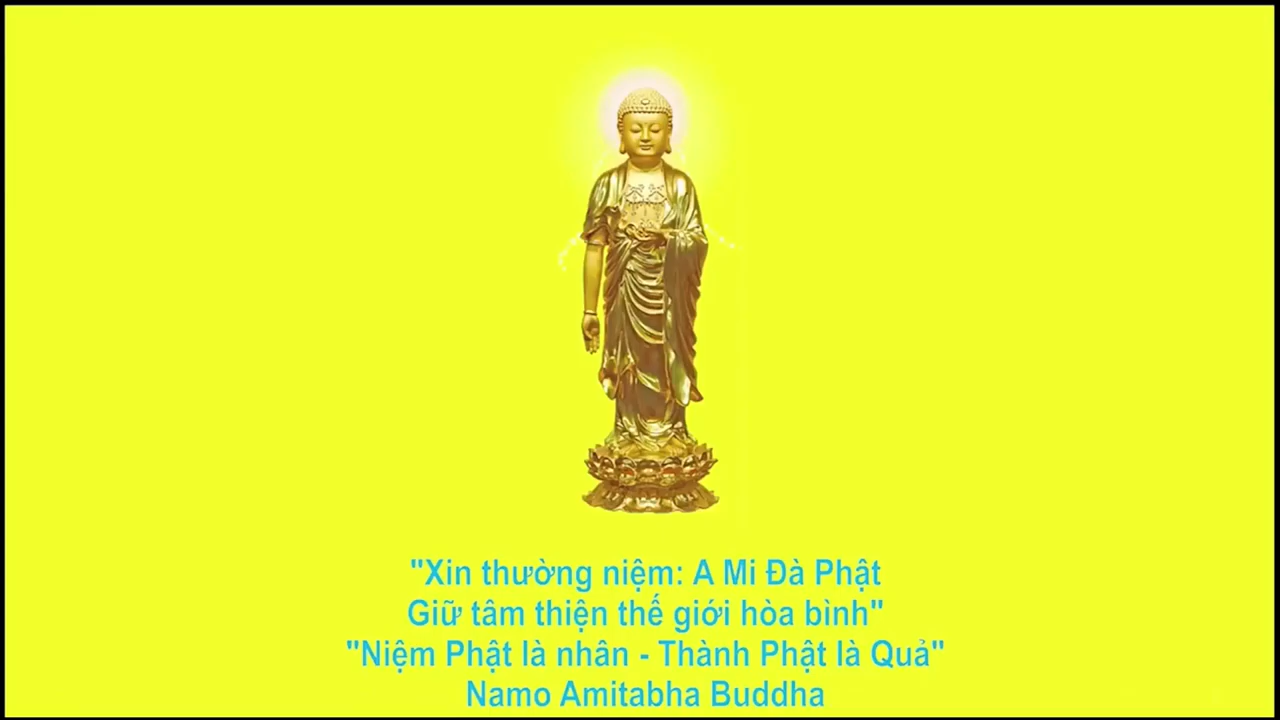 "Xin thường niệm: A Mi Đà Phật
Giữ tâm thiện thế giới hòa bình"
"Niệm Phật là nhân - Thành Phật là Quả"
Namo Amitabha Buddha